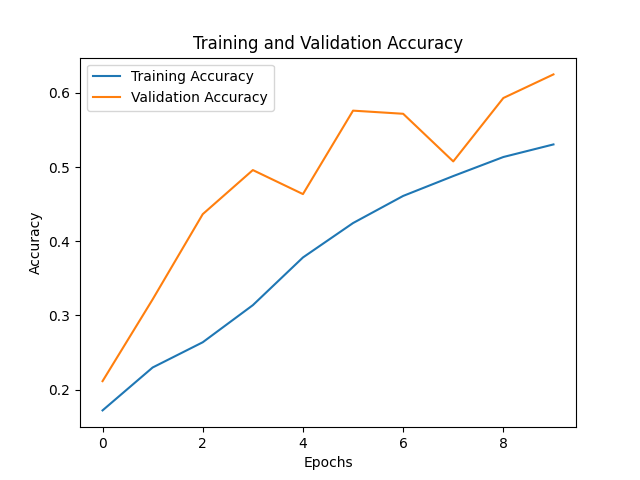 Training and Validation Accuracy
Training Accuracy
Validation Accuracy
0.6
0.5
0.4
0.3
0.2
Accuracy
0 2 4 6 8
Epochs